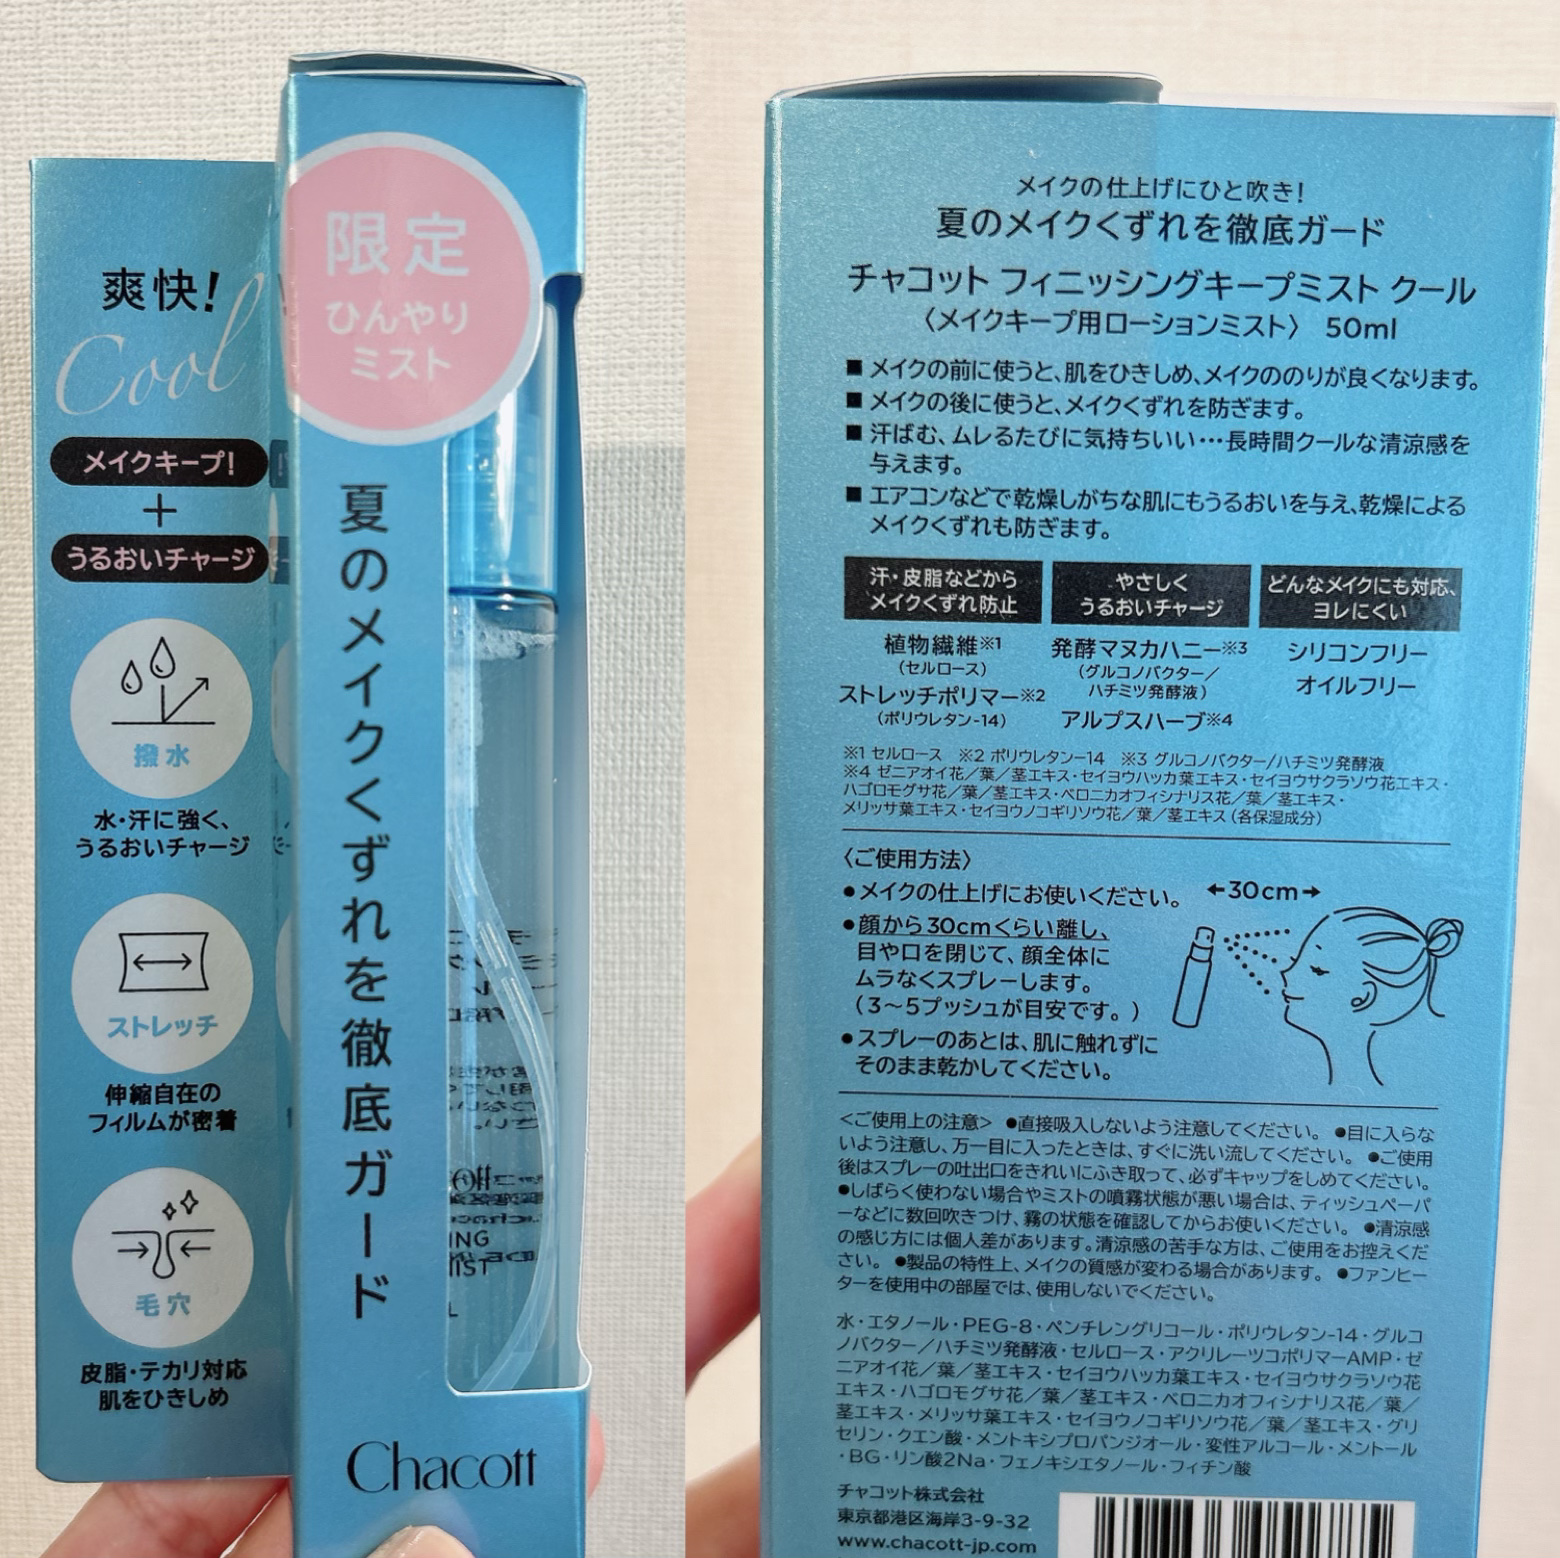 爽快!
Cool
メイクキープ!
+
うるおいチャージ
撥水
水・汗に強く、
うるおいチャージ
ストレッチ
伸縮自在の
フィルムが密着
毛穴
皮脂・テカリ対応
肌をひきしめ
限定
ひんやり
ミスト
夏のメイクくずれを徹底ガード
ING
MIST
L
Chacott
メイクの仕上げにひと吹き!
夏のメイクくずれを徹底ガード
チャコット フィニッシングキープミスト クール
〈メイクキープ用ローションミスト〉 50ml
■ メイクの前に使うと、肌をひきしめ、メイクののりが良くなります。
■ メイクの後に使うと、メイクくずれを防ぎます。
■ 汗ばむ、ムレるたびに気持ちいい…長時間クールな清涼感を
与えます。
■ エアコンなどで乾燥しがちな肌にもうるおいを与え、乾燥による
メイクくずれも防ぎます。
汗・皮脂などから
メイクくずれ防止
植物繊維※1
(セルロース)
ストレッチポリマー※2
(ポリウレタン-14)
やさしく
うるおいチャージ
発酵マヌカハニー※3
(グルコノバクター/
ハチミツ発酵液)
アルプスハーブ※4
どんなメイクにも対応、
ヨレにくい
シリコンフリー
オイルフリー
※1 セルロース ※2 ポリウレタン-14 ※3 グルコノバクター/ハチミツ発酵液
※4 ゼニアオイ花/葉/茎エキス・セイヨウハッカ葉エキス・セイヨウサクラソウ花エキス・
ハゴロモグサ花/葉/茎エキス・ベロニカオフィシナリス花/葉/茎エキス・
メリッサ葉エキス・セイヨウノコギリソウ花/葉/茎エキス(各保湿成分)
〈ご使用方法〉
●メイクの仕上げにお使いください。
●顔から30cmくらい離し、
目や口を閉じて、顔全体に
ムラなくスプレーします。
(3〜5プッシュが目安です。)
●スプレーのあとは、肌に触れずに
そのまま乾かしてください。
←30cm→
<ご使用上の注意> ●直接吸入しないよう注意してください。 ●目に入らな
いよう注意し、万一目に入ったときは、すぐに洗い流してください。 ●ご使用
後はスプレーの吐出口をきれいにふき取って、必ずキャップをしめてください。
●しばらく使わない場合やミストの噴霧状態が悪い場合は、ティッシュペーパ
ーなどに数回吹きつけ、霧の状態を確認してからお使いください。 ●清涼感
の感じ方には個人差があります。清涼感の苦手な方は、ご使用をお控えくだ
さい。 ●製品の特性上、メイクの質感が変わる場合があります。 ●ファンヒー
ターを使用中の部屋では、使用しないでください。
水・エタノール・PEG-8・ペンチレングリコール・ポリウレタン-14・グルコ
ノバクター/ハチミツ発酵液・セルロース・アクリレーツコポリマーAMP・ゼ
ニアオイ花/葉/茎エキス・セイヨウハッカ葉エキス・セイヨウサクラソウ花
エキス・ハゴロモグサ花/葉/茎エキス・ベロニカオフィシナリス花/葉/
茎エキス・メリッサ葉エキス・セイヨウノコギリソウ花/葉/茎エキス・グリ
セリン・クエン酸・メントキシプロパンジオール・変性アルコール・メントール
・BG・リン酸2Na・フェノキシエタノール・フィチン酸
チャコット株式会社
東京都港区海岸3-9-32
www.chacott-jp.com